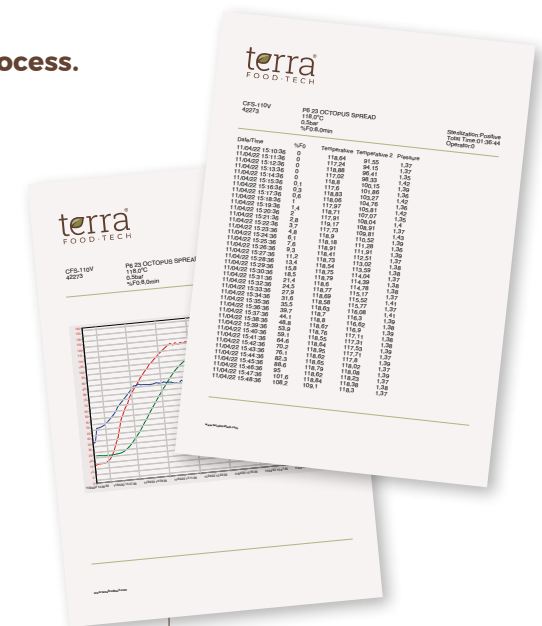 ocess.
terra
FOOD·TECH
CFS-110V
42273
P6 23 OCTOPUS SPREAD
118,0°C
0,5bar
%F0:8,0min
Sterilization:Positive
Total Time:01:36:44
Operator:0
Date/Time %F0 Temperature Temperature 2 Pressure
11/04/22 15:10:36 0 118,64 91,55 1,37
11/04/22 15:11:36 0 117,24 94,15 1,41
11/04/22 15:12:36 0 118,88 96,41 1,35
11/04/22 15:13:36 0 117,02 98,33 1,42
11/04/22 15:14:36 0 118,8 100,15 1,39
11/04/22 15:15:36 0,1 117,6 101,86 1,36
11/04/22 15:16:36 0,3 118,83 103,27 1,42
11/04/22 15:17:36 0,6 118,06 104,76 1,36
11/04/22 15:18:36 1 117,97 105,81 1,42
11/04/22 15:19:36 1,4 118,71 107,07 1,35
11/04/22 15:20:36 2 117,91 108,04 1,4
11/04/22 15:21:36 2,8 119,17 108,91 1,37
11/04/22 15:22:36 3,7 117,73 109,81 1,43
11/04/22 15:23:36 4,8 118,9 110,52 1,39
11/04/22 15:24:36 6,1 118,18 111,28 1,36
11/04/22 15:25:36 7,6 118,91 111,91 1,39
11/04/22 15:26:36 9,3 118,41 112,51 1,37
11/04/22 15:27:36 11,2 118,73 113,02 1,38
11/04/22 15:28:36 13,4 118,54 113,59 1,38
11/04/22 15:29:36 15,8 118,75 114,04 1,37
11/04/22 15:30:36 18,5 118,79 114,39 1,39
11/04/22 15:31:36 21,4 118,6 114,78 1,38
11/04/22 15:32:36 24,5 118,77 115,17 1,38
11/04/22 15:33:36 27,9 118,69 115,52 1,37
11/04/22 15:34:36 31,6 118,58 115,77 1,41
11/04/22 15:35:36 35,5 118,63 116,08 1,37
11/04/22 15:36:36 39,7 118,7 116,3 1,41
11/04/22 15:37:36 44,1 118,8 116,62 1,39
11/04/22 15:38:36 48,8 118,67 116,9 1,38
11/04/22 15:39:36 53,9 118,76 117,11 1,39
11/04/22 15:40:36 59,1 118,55 117,31 1,38
11/04/22 15:41:36 64,6 118,64 117,53 1,39
11/04/22 15:42:36 70,2 118,95 117,71 1,37
11/04/22 15:43:36 76,1 118,62 117,8 1,39
11/04/22 15:44:36 82,3 118,65 118,02 1,37
11/04/22 15:45:36 88,6 118,79 118,08 1,39
11/04/22 15:46:36 95 118,62 118,23 1,37
11/04/22 15:47:36 101,6 118,84 118,38 1,38
11/04/22 15:48:36 108,2 109,1 118,3 1,37
terra
FOOD·TECH
CFS-110V
42273
P6 23 OCTOPUS SPREA
118,0°C
0,5bar
%F0:8,0min